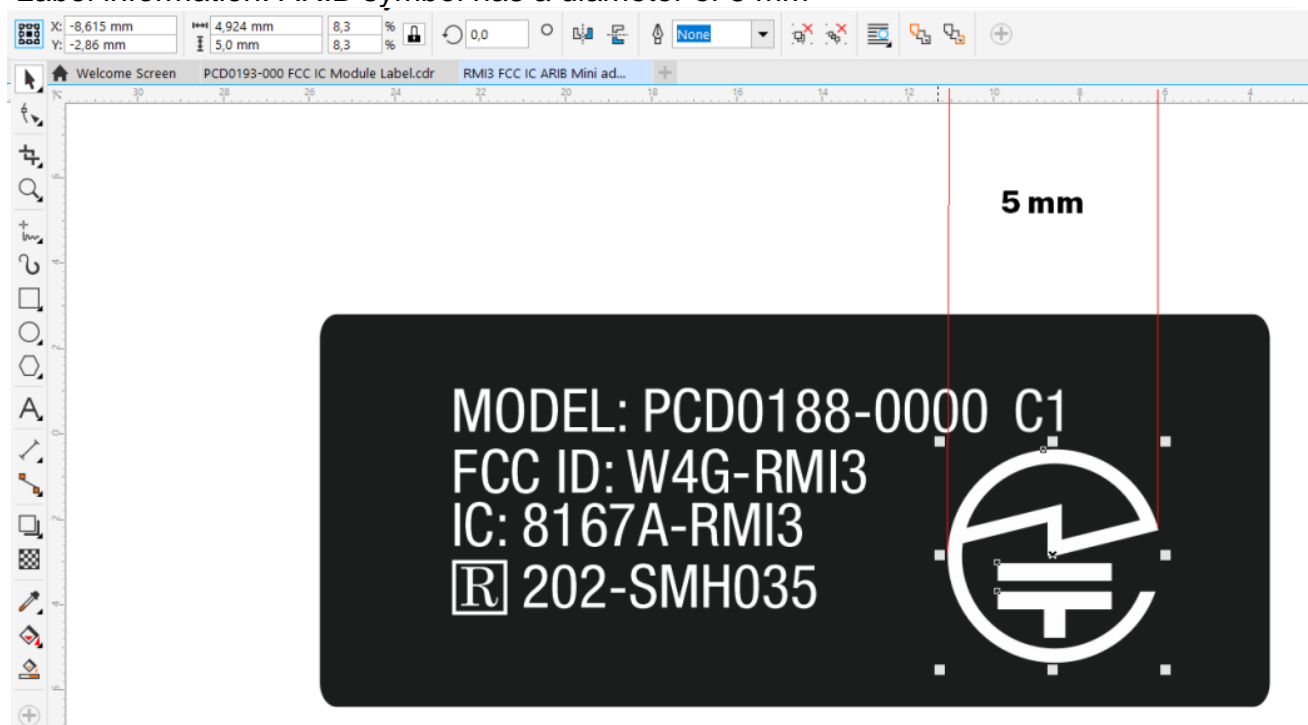 Label information: ARIB symbol has a diameter of 5 mm
X: -8,615 mm 4,924 mm 8,3 % 0,0 None
Y: -2,86 mm 5,0 mm 8,3 %
Welcome Screen PCD0193-000 FCC IC Module Label.cdr RMI3 FCC IC ARIB Mini ad...
30 28 26 24 22 20 18 16 14 12 10 8 6 4
5 mm
MODEL: PCD0188-0000 C1
FCC ID: W4G-RMI3
IC: 8167A-RMI3
R 202-SMH035